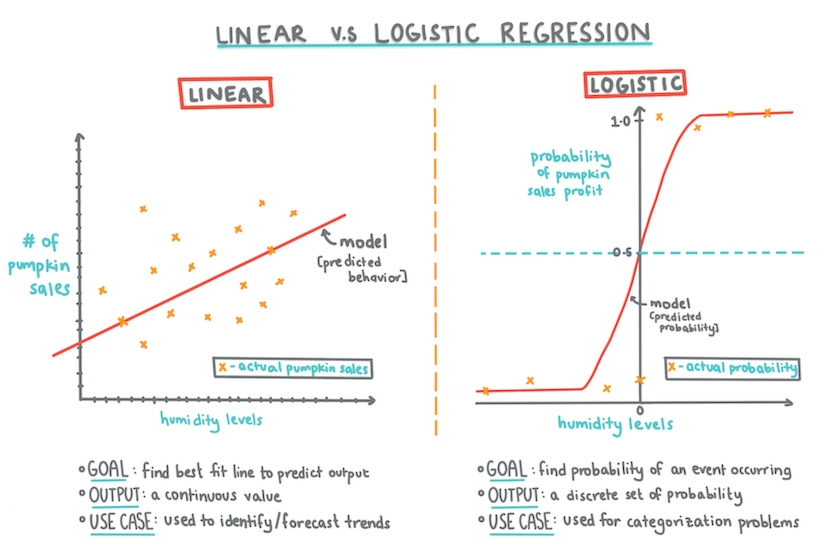 LINEAR v.s LOGISTIC REGRESSION
LINEAR
# of
pumpkin
sales
model
[predicted
behavior]
x - actual pumpkin sales
humidity levels
• GOAL: find best fit line to predict output
• OUTPUT: a continuous value
• USE CASE: used to identify/forecast trends
LOGISTIC
1.0
probability
of pumpkin
sales profit
0.5
model
[predicted
probability]
x - actual probability
0
humidity levels
• GOAL: find probability of an event occurring
• OUTPUT: a discrete set of probability
• USE CASE: used for categorization problems